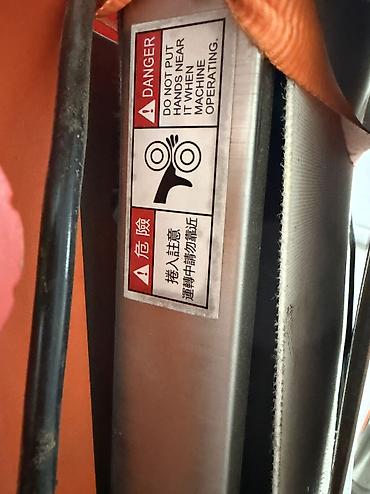 DANGER
DO NOT PUT
HANDS NEAR
IT WHEN
MACHINE
OPERATING.
危險
捲入註意
運轉中請勿靠近